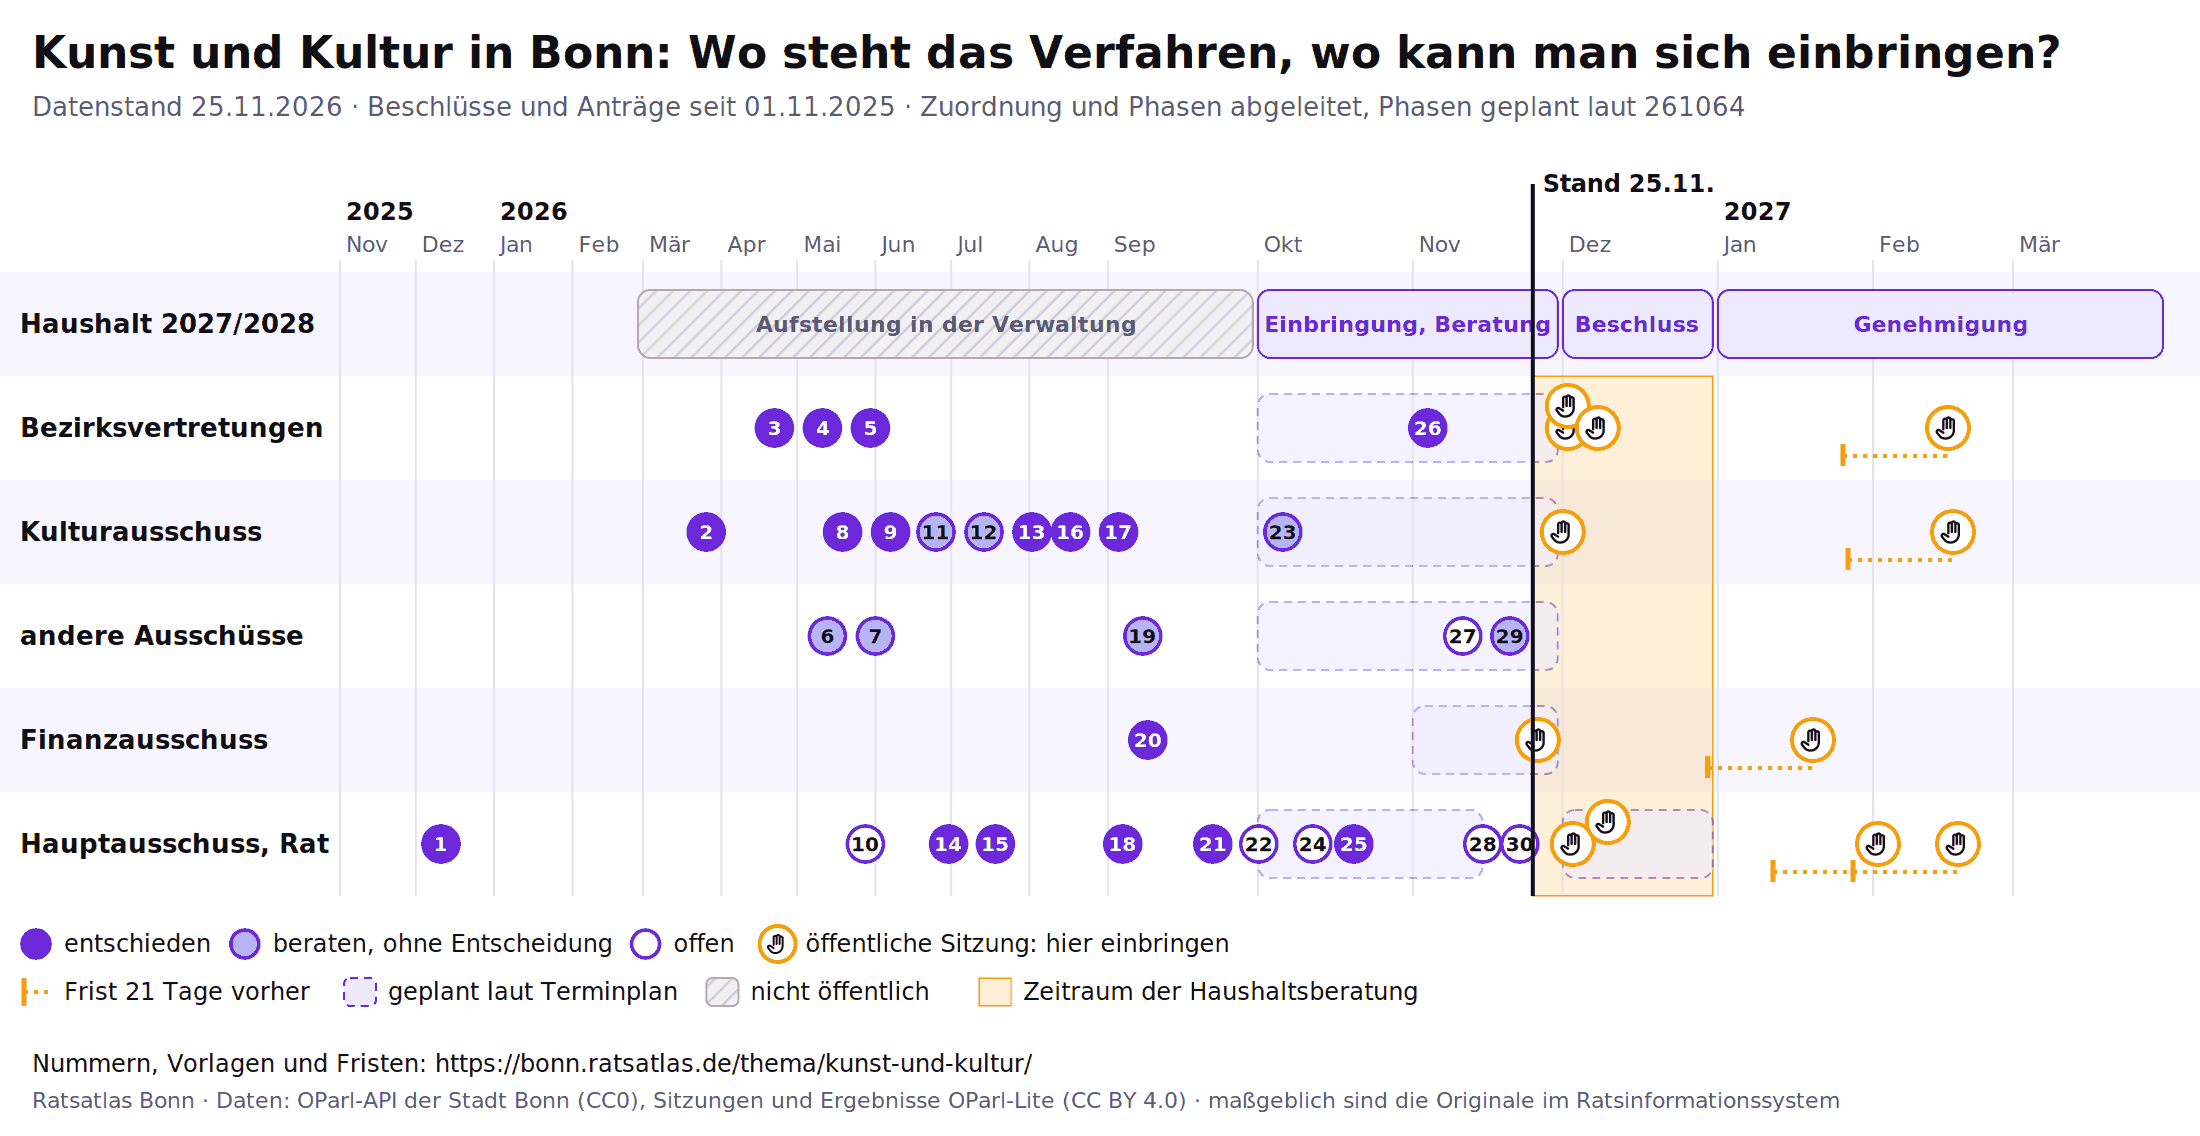 Kunst und Kultur in Bonn: Wo steht das Verfahren, wo kann man sich einbringen?
Datenstand 25.11.2026 · Beschlüsse und Anträge seit 01.11.2025 · Zuordnung und Phasen abgeleitet, Phasen geplant laut 261064
Stand 25.11.
2025 2026 2027
Nov Dez Jan Feb Mär Apr Mai Jun Jul Aug Sep Okt Nov Dez Jan Feb Mär
Haushalt 2027/2028 Aufstellung in der Verwaltung Einbringung, Beratung Beschluss Genehmigung
Bezirksvertretungen 3 4 5 26
Kulturausschuss 2 8 9 11 12 13 16 17 23
andere Ausschüsse 6 7 19 27 29
Finanzausschuss 20
Hauptausschuss, Rat 1 10 14 15 18 21 22 24 25 28 30
entschieden beraten, ohne Entscheidung offen öffentliche Sitzung: hier einbringen
Frist 21 Tage vorher geplant laut Terminplan nicht öffentlich Zeitraum der Haushaltsberatung
Nummern, Vorlagen und Fristen: https://bonn.ratsatlas.de/thema/kunst-und-kultur/
Ratsatlas Bonn · Daten: OParl-API der Stadt Bonn (CC0), Sitzungen und Ergebnisse OParl-Lite (CC BY 4.0) · maßgeblich sind die Originale im Ratsinformationssystem